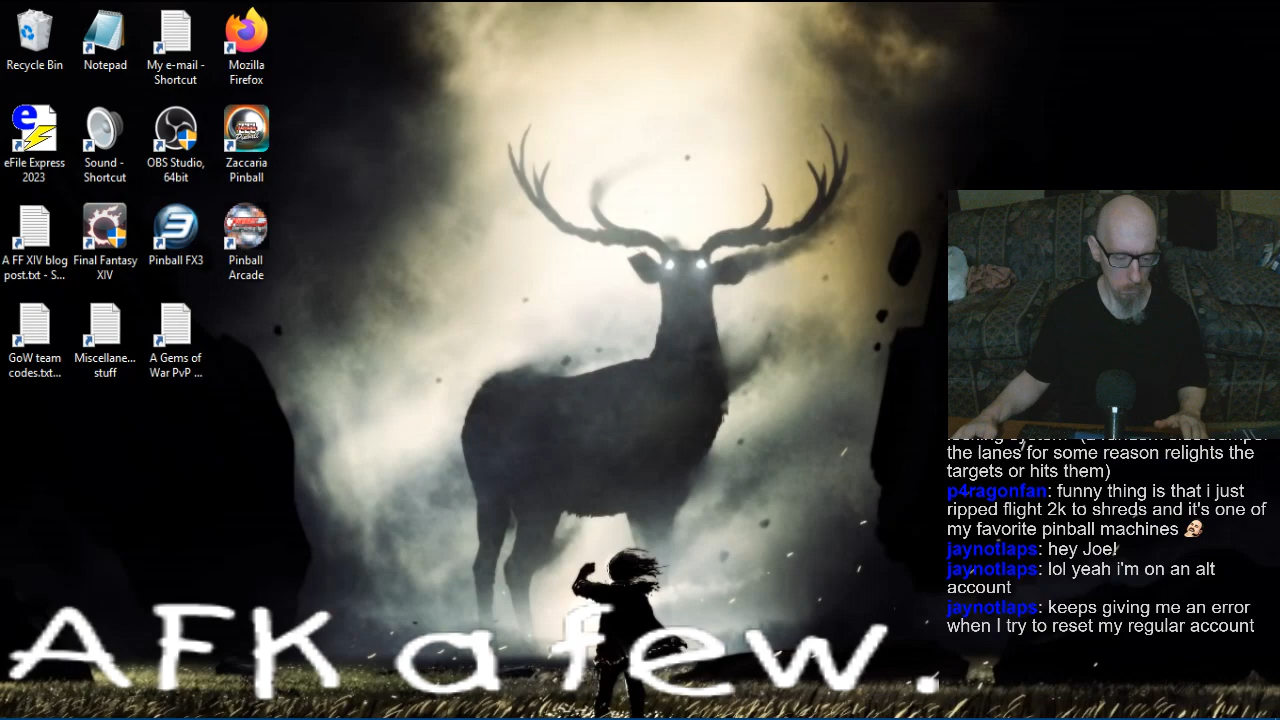 Recycle Bin
Notepad
My e-mail -
Shortcut
Mozilla
Firefox
eFile Express
2023
Sound -
Shortcut
OBS Studio,
64bit
Zaccaria
Pinball
A FF XIV blog
post.txt - S...
Final Fantasy
XIV
Pinball FX3
Pinball
Arcade
GoW team
codes.txt...
Miscellane...
stuff
A Gems of
War PvP ...
AFK a few.
the lanes for some reason relights the
targets or hits them)
p4ragonfan: funny thing is that i just
ripped flight 2k to shreds and it's one of
my favorite pinball machines
jaynotlaps: hey Joel
jaynotlaps: lol yeah i'm on an alt
account
jaynotlaps: keeps giving me an error
when I try to reset my regular account